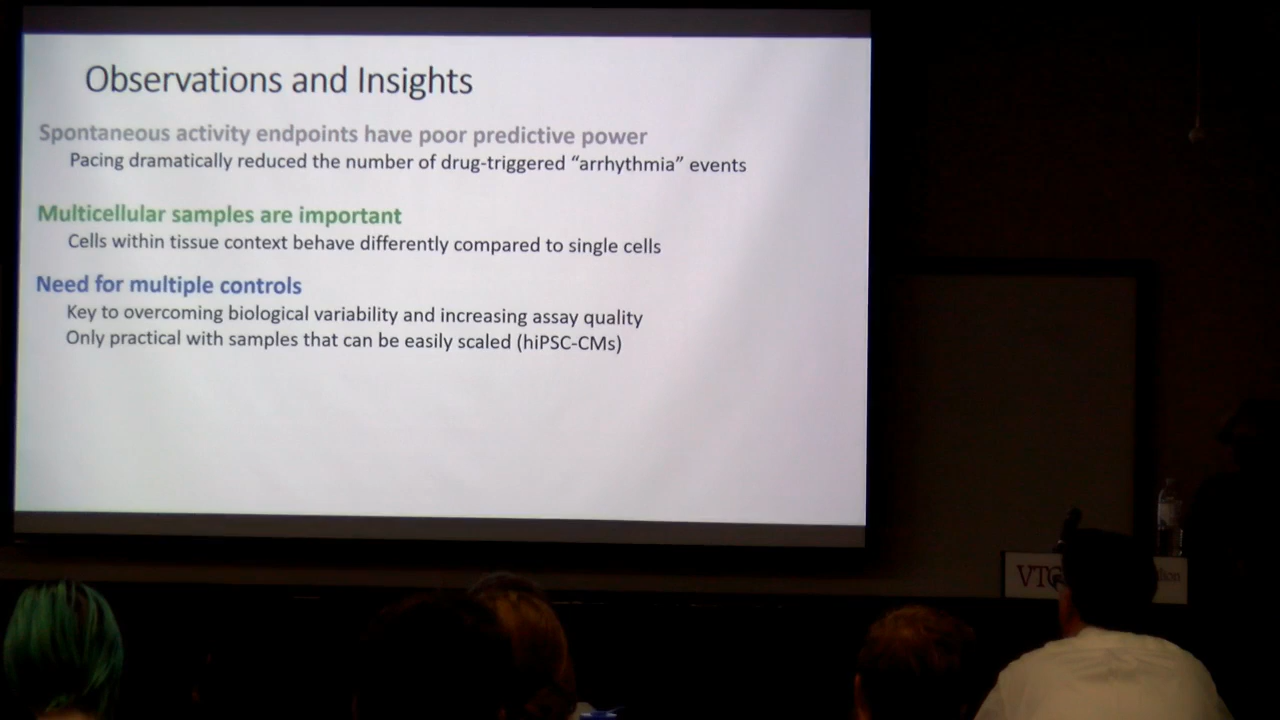 Observations and Insights
Spontaneous activity endpoints have poor predictive power
Pacing dramatically reduced the number of drug-triggered “arrhythmia” events
Multicellular samples are important
Cells within tissue context behave differently compared to single cells
Need for multiple controls
Key to overcoming biological variability and increasing assay quality
Only practical with samples that can be easily scaled (hiPSC-CMs)